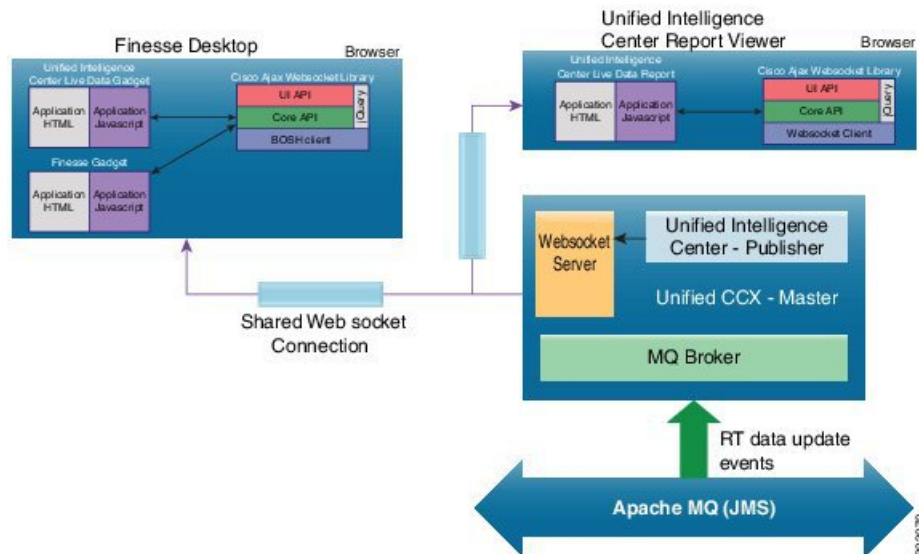 Finesse Desktop
Browser
Unified Intelligence
Center Live Data Gadget
Cisco Ajax Websocket Library
Application
HTML
Application
Javascript
UI API
Core API
BOSH client
jQuery
Finesse Gadget
Application
HTML
Application
Javascript
Unified Intelligence
Center Report Viewer
Browser
Unified Intelligence
Center Live Data Report
Cisco Ajax Websocket Library
Application
HTML
Application
Javascript
UI API
Core API
Websocket Client
jQuery
Shared Web socket
Connection
Websocket
Server
Unified Intelligence
Center - Publisher
Unified CCX - Master
MQ Broker
RT data update
events
Apache MQ (JMS)